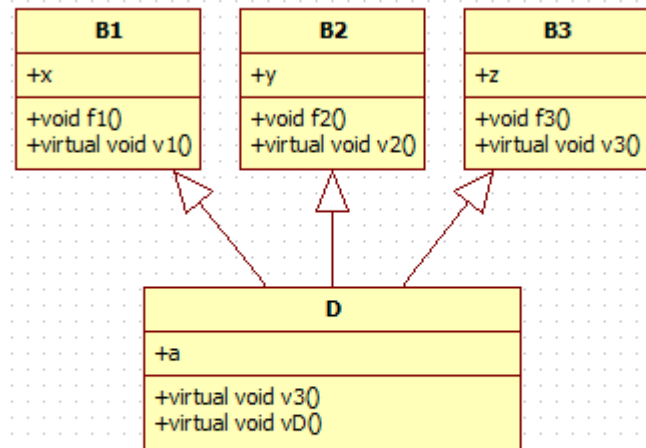 B1
+x
+void f1()
+virtual void v1()
B2
+y
+void f2()
+virtual void v2()
B3
+z
+void f3()
+virtual void v3()
D
+a
+virtual void v3()
+virtual void vD()